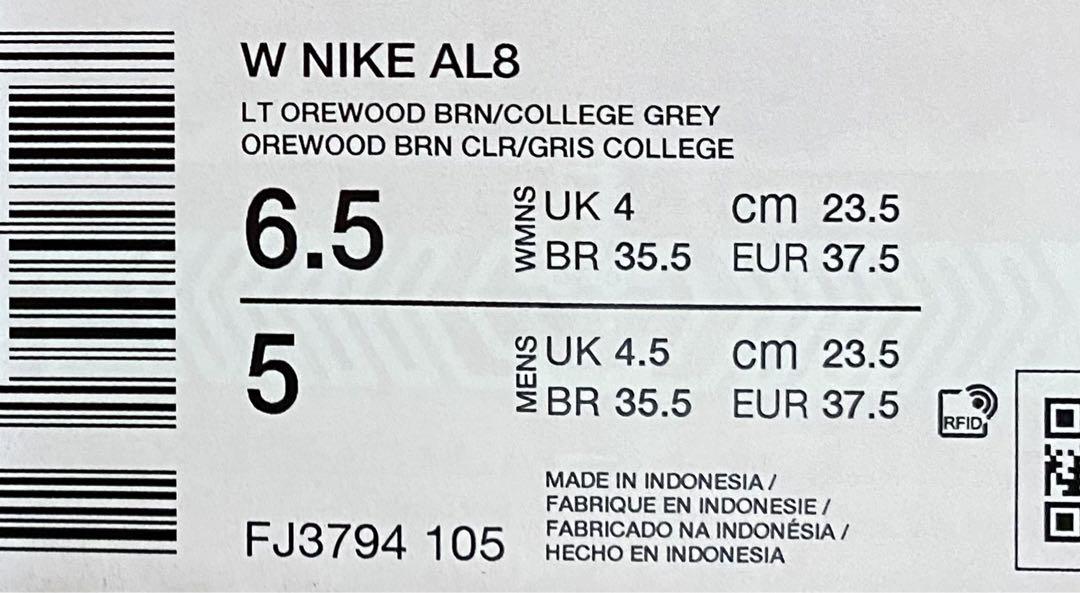 W NIKE AL8
LT OREWOOD BRN/COLLEGE GREY
OREWOOD BRN CLR/GRIS COLLEGE
6.5 WMNS UK 4 cm 23.5
BR 35.5 EUR 37.5
5 MENS UK 4.5 cm 23.5
BR 35.5 EUR 37.5
RFID
MADE IN INDONESIA /
FABRIQUE EN INDONESIE /
FABRICADO NA INDONÉSIA /
HECHO EN INDONESIA
FJ3794 105